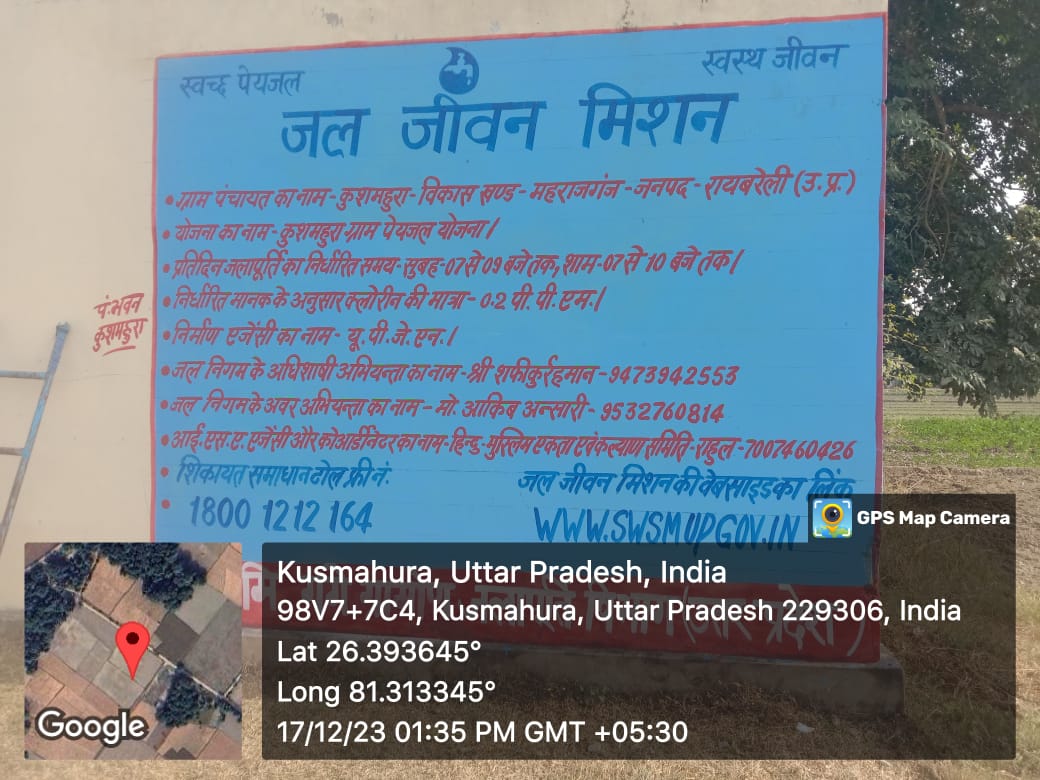 स्वच्छ पेयजल
स्वस्थ जीवन
जल जीवन मिशन
• ग्राम पंचायत का नाम - कुशमहुरा - विकास खण्ड - महराजगंज - जनपद - रायबरेली (उ.प्र.)
• योजना का नाम - कुशमहुरा ग्राम पेयजल योजना।
• प्रतिदिन जलापूर्ति का निर्धारित समय - सुबह - 07 से 09 बजे तक, शाम - 07 से 10 बजे तक।
• निर्धारित मानक के अनुसार क्लोरीन की मात्रा - 0.2 पी.पी.एम.।
• निर्माण एजेंसी का नाम - यू.पी.जे.एन.।
• जल निगम के अधिशाषी अभियन्ता का नाम - श्री शफीकुर्रहमान - 9473942553
• जल निगम के अवर अभियन्ता का नाम - मो. आकिब अन्सारी - 9532760814
• आई.एस.ए. एजेंसी और कोआर्डिनेटर का नाम - हिन्दु - मुस्लिम एकता एवं कल्याण समिति - राहुल - 7007460426
• शिकायत समाधान टोल फ्री नं.
• 1800 1212 164
जल जीवन मिशन की वेबसाइड का लिंक
WWW.SWSMUPGOV.IN
पं. भवन
कुशमहुरा
GPS Map Camera
Kusmahura, Uttar Pradesh, India
98V7+7C4, Kusmahura, Uttar Pradesh 229306, India
Lat 26.393645°
Long 81.313345°
17/12/23 01:35 PM GMT +05:30
Google